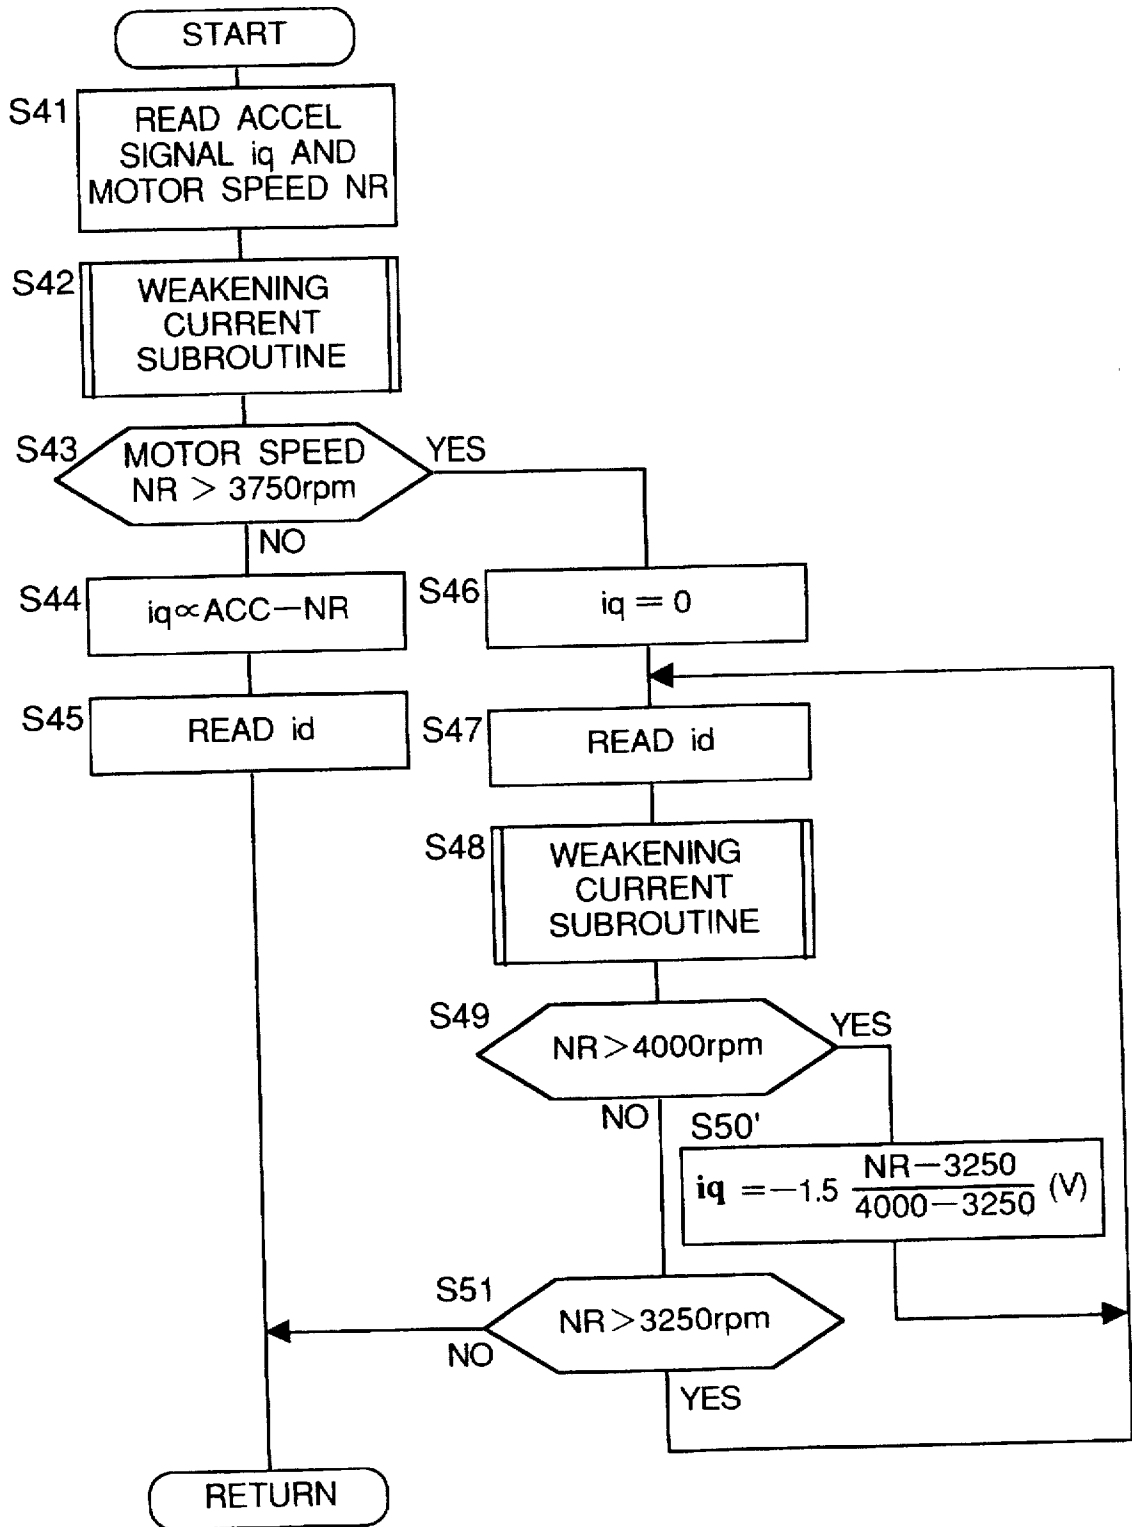 START
S41
READ ACCEL
SIGNAL iq AND
MOTOR SPEED NR
S42
WEAKENING
CURRENT
SUBROUTINE
S43
MOTOR SPEED
NR > 3750rpm
YES
NO
S44
iq∝ACC−NR
S45
READ id
S46
iq = 0
S47
READ id
S48
WEAKENING
CURRENT
SUBROUTINE
S49
NR>4000rpm
YES
NO
S50'
iq =−1.5 NR−3250 / 4000−3250 (V)
S51
NR>3250rpm
NO
YES
RETURN